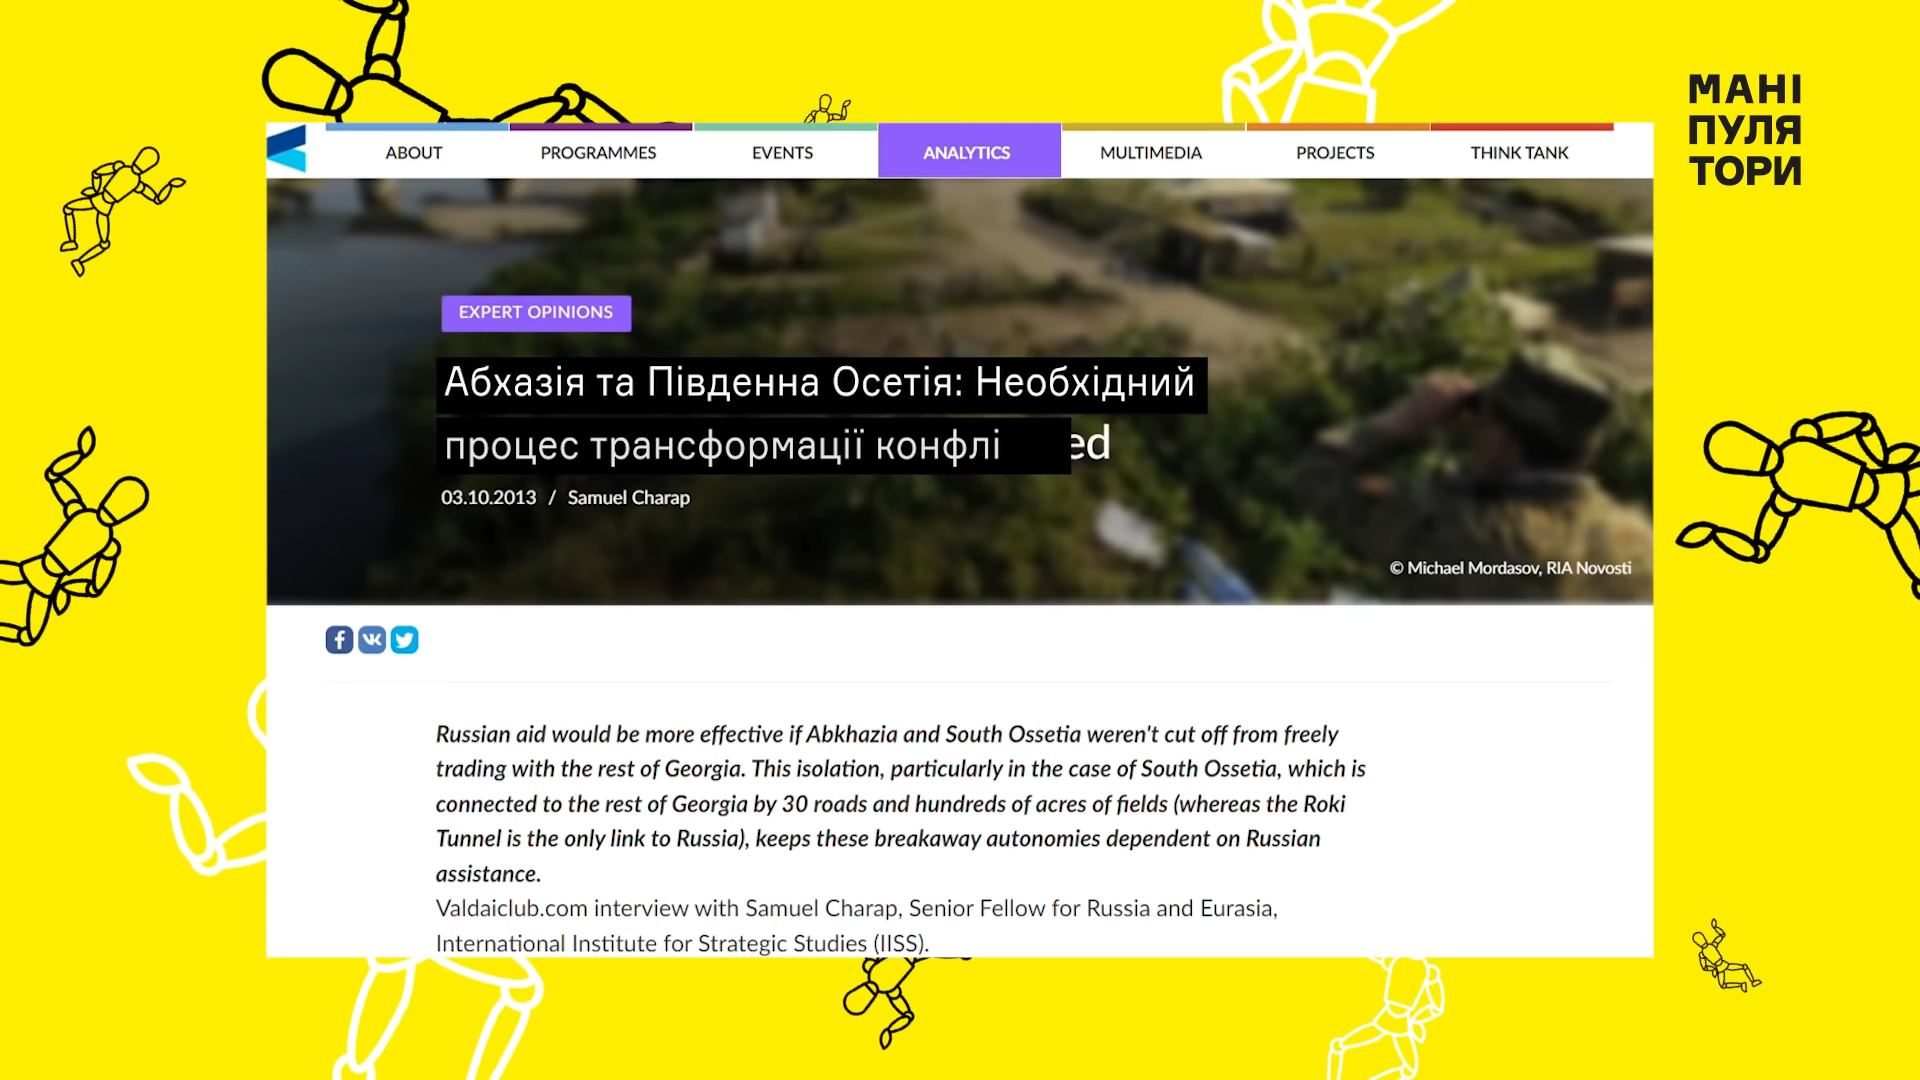 МАНІ
ПУЛЯ
ТОРИ
ABOUT PROGRAMMES EVENTS ANALYTICS MULTIMEDIA PROJECTS THINK TANK
EXPERT OPINIONS
Абхазія та Південна Осетія: Необхідний
процес трансформації конфлі ed
03.10.2013 / Samuel Charap
© Michael Mordasov, RIA Novosti
Russian aid would be more effective if Abkhazia and South Ossetia weren't cut off from freely
trading with the rest of Georgia. This isolation, particularly in the case of South Ossetia, which is
connected to the rest of Georgia by 30 roads and hundreds of acres of fields (whereas the Roki
Tunnel is the only link to Russia), keeps these breakaway autonomies dependent on Russian
assistance.
Valdaiclub.com interview with Samuel Charap, Senior Fellow for Russia and Eurasia,
International Institute for Strategic Studies (IISS).